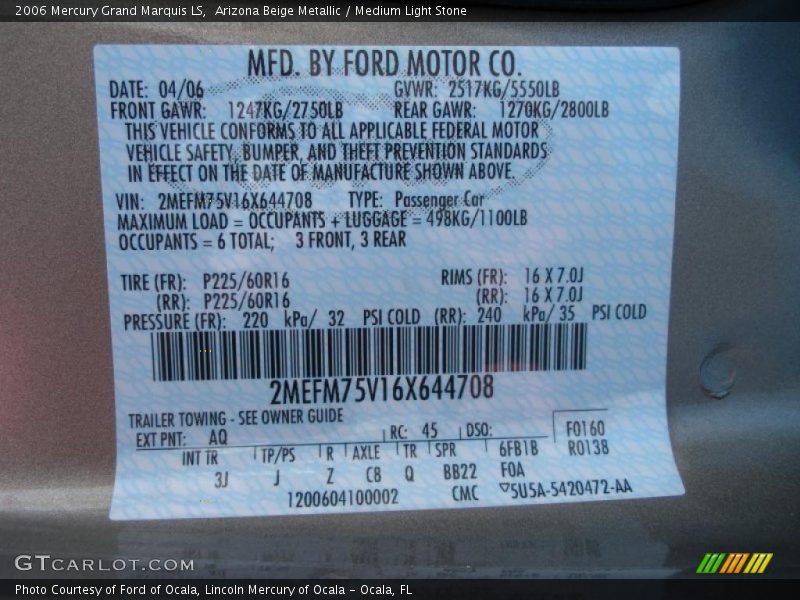 2006 Mercury Grand Marquis LS,  Arizona Beige Metallic / Medium Light Stone
MFD. BY FORD MOTOR CO.
DATE: 04/06 GVWR: 2517KG/5550LB
FRONT GAWR: 1247KG/2750LB REAR GAWR: 1270KG/2800LB
THIS VEHICLE CONFORMS TO ALL APPLICABLE FEDERAL MOTOR
VEHICLE SAFETY, BUMPER, AND THEFT PREVENTION STANDARDS
IN EFFECT ON THE DATE OF MANUFACTURE SHOWN ABOVE.
VIN: 2MEFM75V16X644708 TYPE: Passenger Car
MAXIMUM LOAD = OCCUPANTS + LUGGAGE = 498KG/1100LB
OCCUPANTS = 6 TOTAL; 3 FRONT, 3 REAR
TIRE (FR): P225/60R16 RIMS (FR): 16 X 7.0J
(RR): P225/60R16 (RR): 16 X 7.0J
PRESSURE (FR): 220 kPa/ 32 PSI COLD (RR): 240 kPa/ 35 PSI COLD
2MEFM75V16X644708
TRAILER TOWING - SEE OWNER GUIDE
EXT PNT: AQ RC: 45 DSO: F0160
R0138
INT TR TP/PS R AXLE TR SPR 6FB1B
3J J Z C8 Q BB22 F0A
1200604100002 CMC ▽5U5A-5420472-AA
GTCARLOT.COM
Photo Courtesy of Ford of Ocala, Lincoln Mercury of Ocala – Ocala, FL